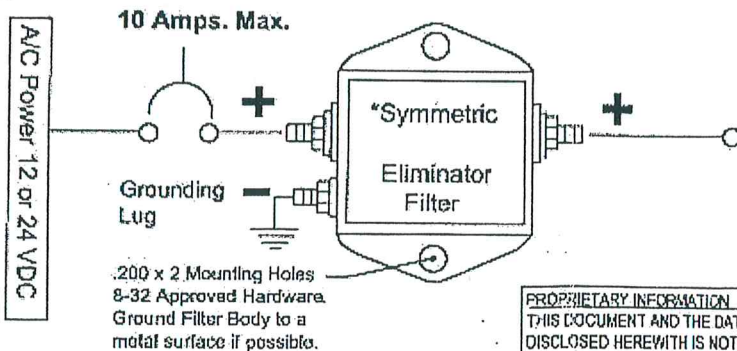 10 Amps. Max.
A/C Power 12 or 24 VDC
+
+
"Symmetric
Eliminator
Filter
Grounding
Lug
-
.200 x 2 Mounting Holes
8-32 Approved Hardware.
Ground Filter Body to a
metal surface if possible.
PROPRIETARY INFORMATION
THIS DOCUMENT AND THE DAT
DISCLOSED HEREWITH IS NOT